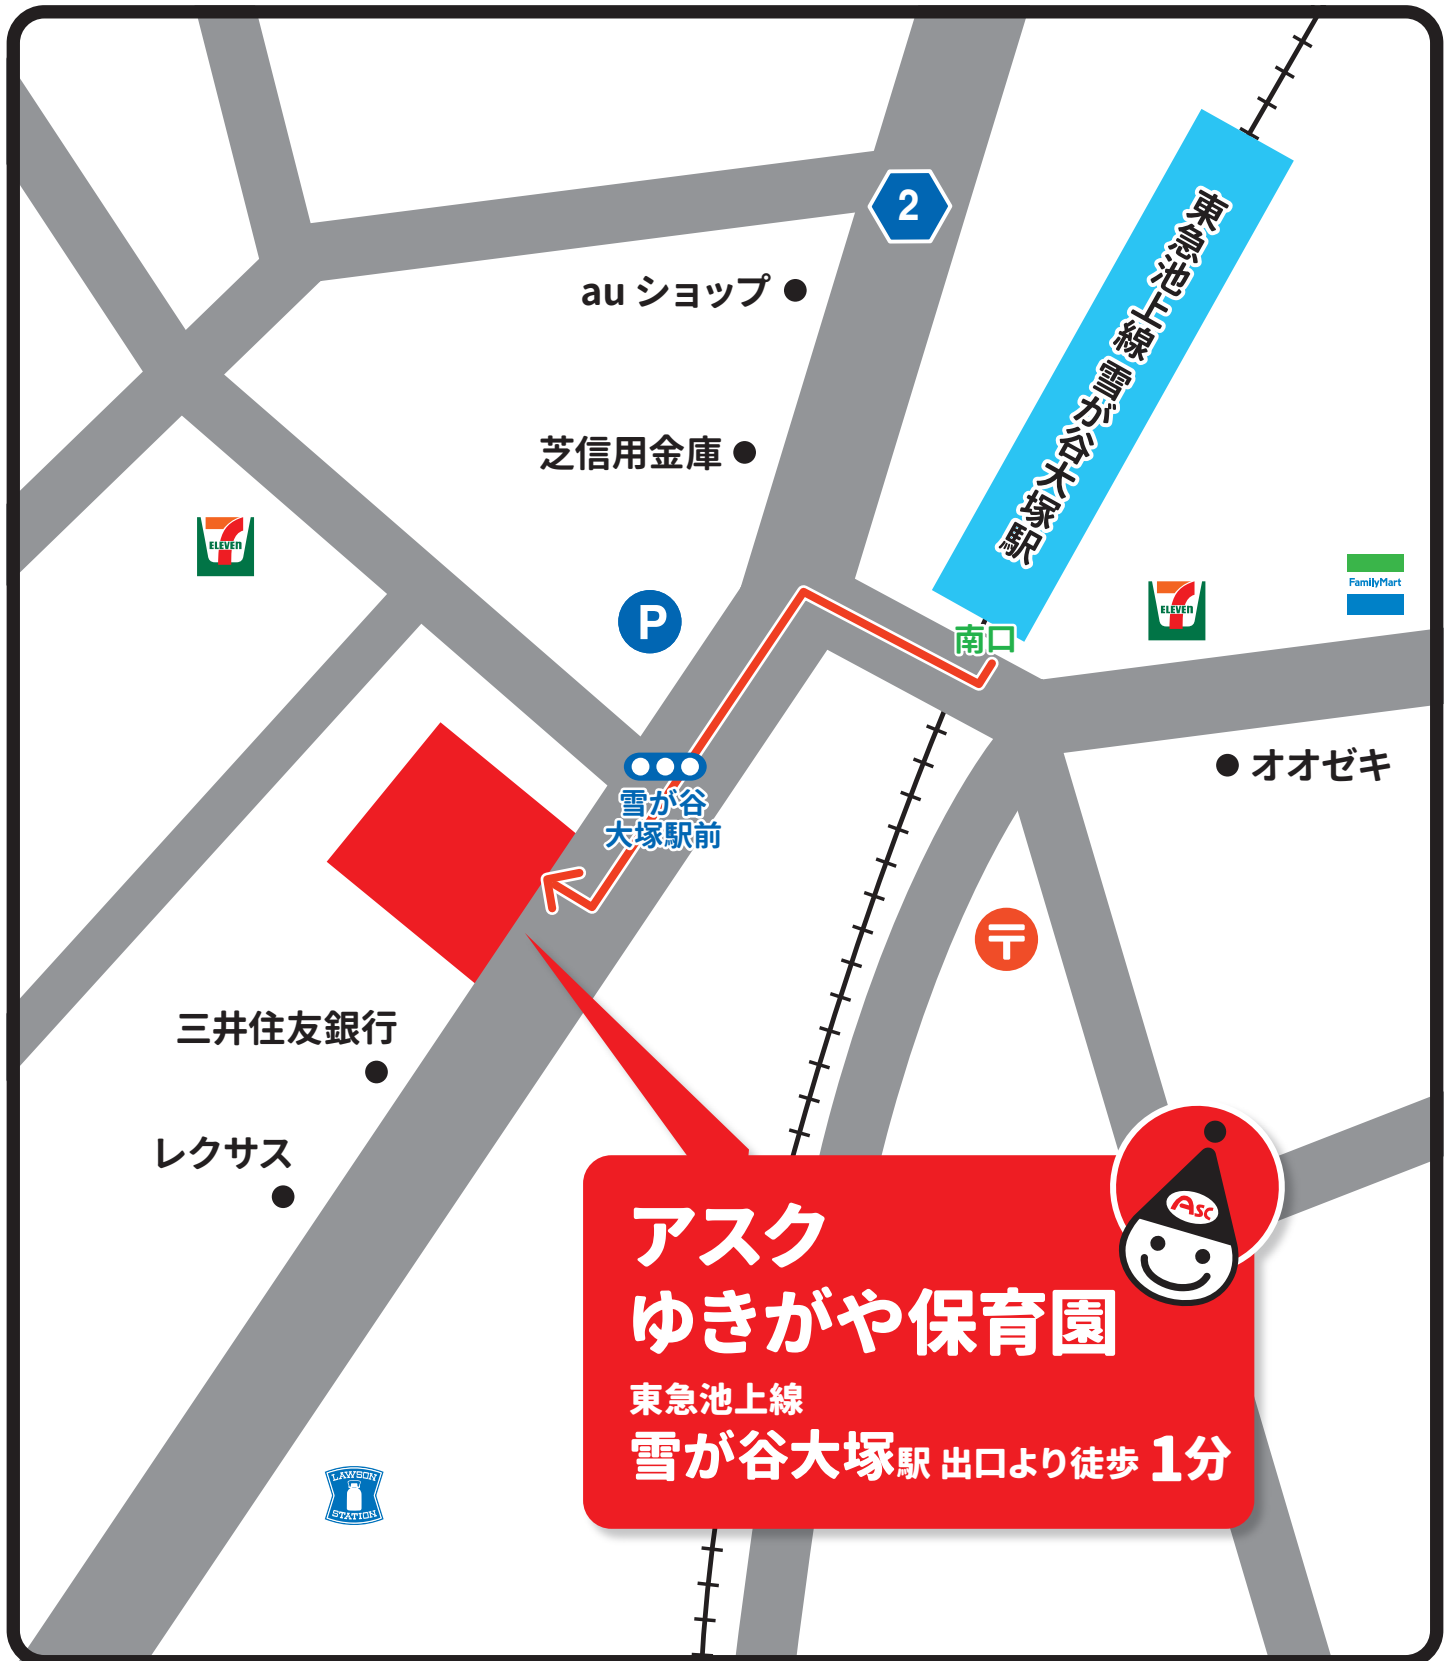 2
東急池上線 雪が谷大塚駅
au ショップ
芝信用金庫
ELEVEN
P
南口
ELEVEN
FamilyMart
オオゼキ
雪が谷
大塚駅前
三井住友銀行
レクサス
アスク
ゆきがや保育園
東急池上線
雪が谷大塚駅 出口より徒歩 1分
ASC
LAWSON
STATION